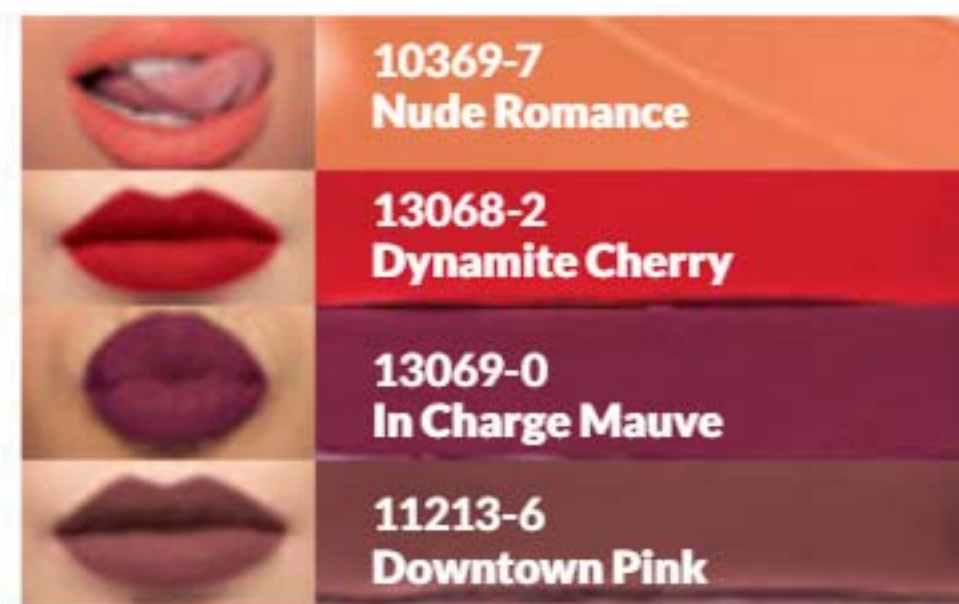 10369-7
Nude Romance
13068-2
Dynamite Cherry
13069-0
In Charge Mauve
11213-6
Downtown Pink